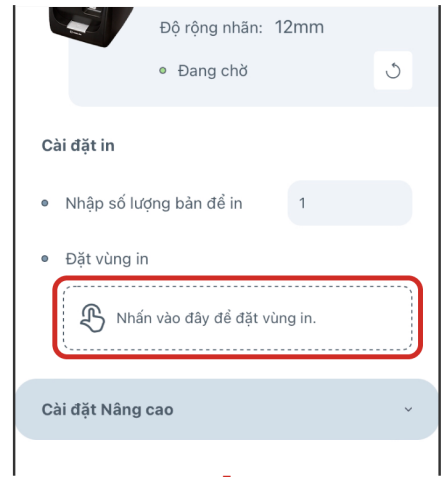 Độ rộng nhãn: 12mm
Đang chờ
Cài đặt in
Nhập số lượng bản để in 1
Đặt vùng in
Nhấn vào đây để đặt vùng in.
Cài đặt Nâng cao